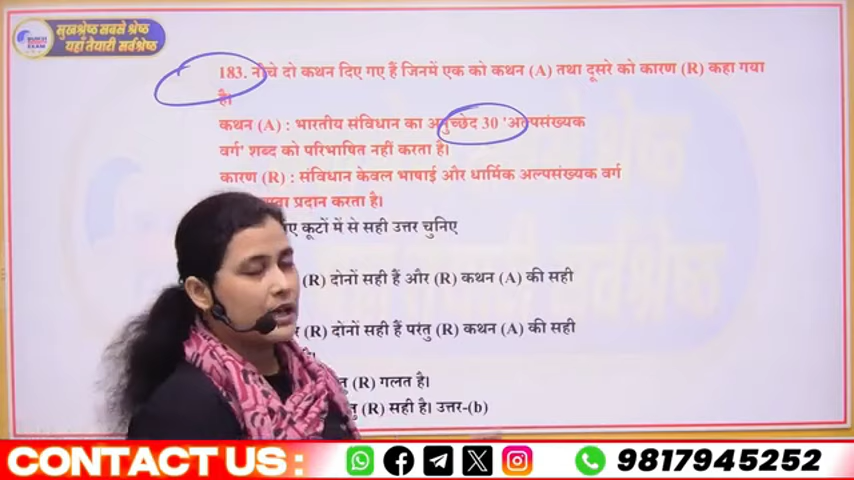 सुखश्रेष्ठ सबसे श्रेष्ठ
यहाँ तैयारी सर्वश्रेष्ठ
EXAM
183. नीचे दो कथन दिए गए हैं जिनमें एक को कथन (A) तथा दूसरे को कारण (R) कहा गया
है।
कथन (A) : भारतीय संविधान का अनुच्छेद 30 'अल्पसंख्यक
वर्ग' शब्द को परिभाषित नहीं करता है।
कारण (R) : संविधान केवल भाषाई और धार्मिक अल्पसंख्यक वर्ग
प्रदान करता है।
कूटों में से सही उत्तर चुनिए
(R) दोनों सही हैं और (R) कथन (A) की सही
(R) दोनों सही हैं परंतु (R) कथन (A) की सही
है।
(R) गलत है।
(R) सही है। उत्तर-(b)
CONTACT US : 9817945252